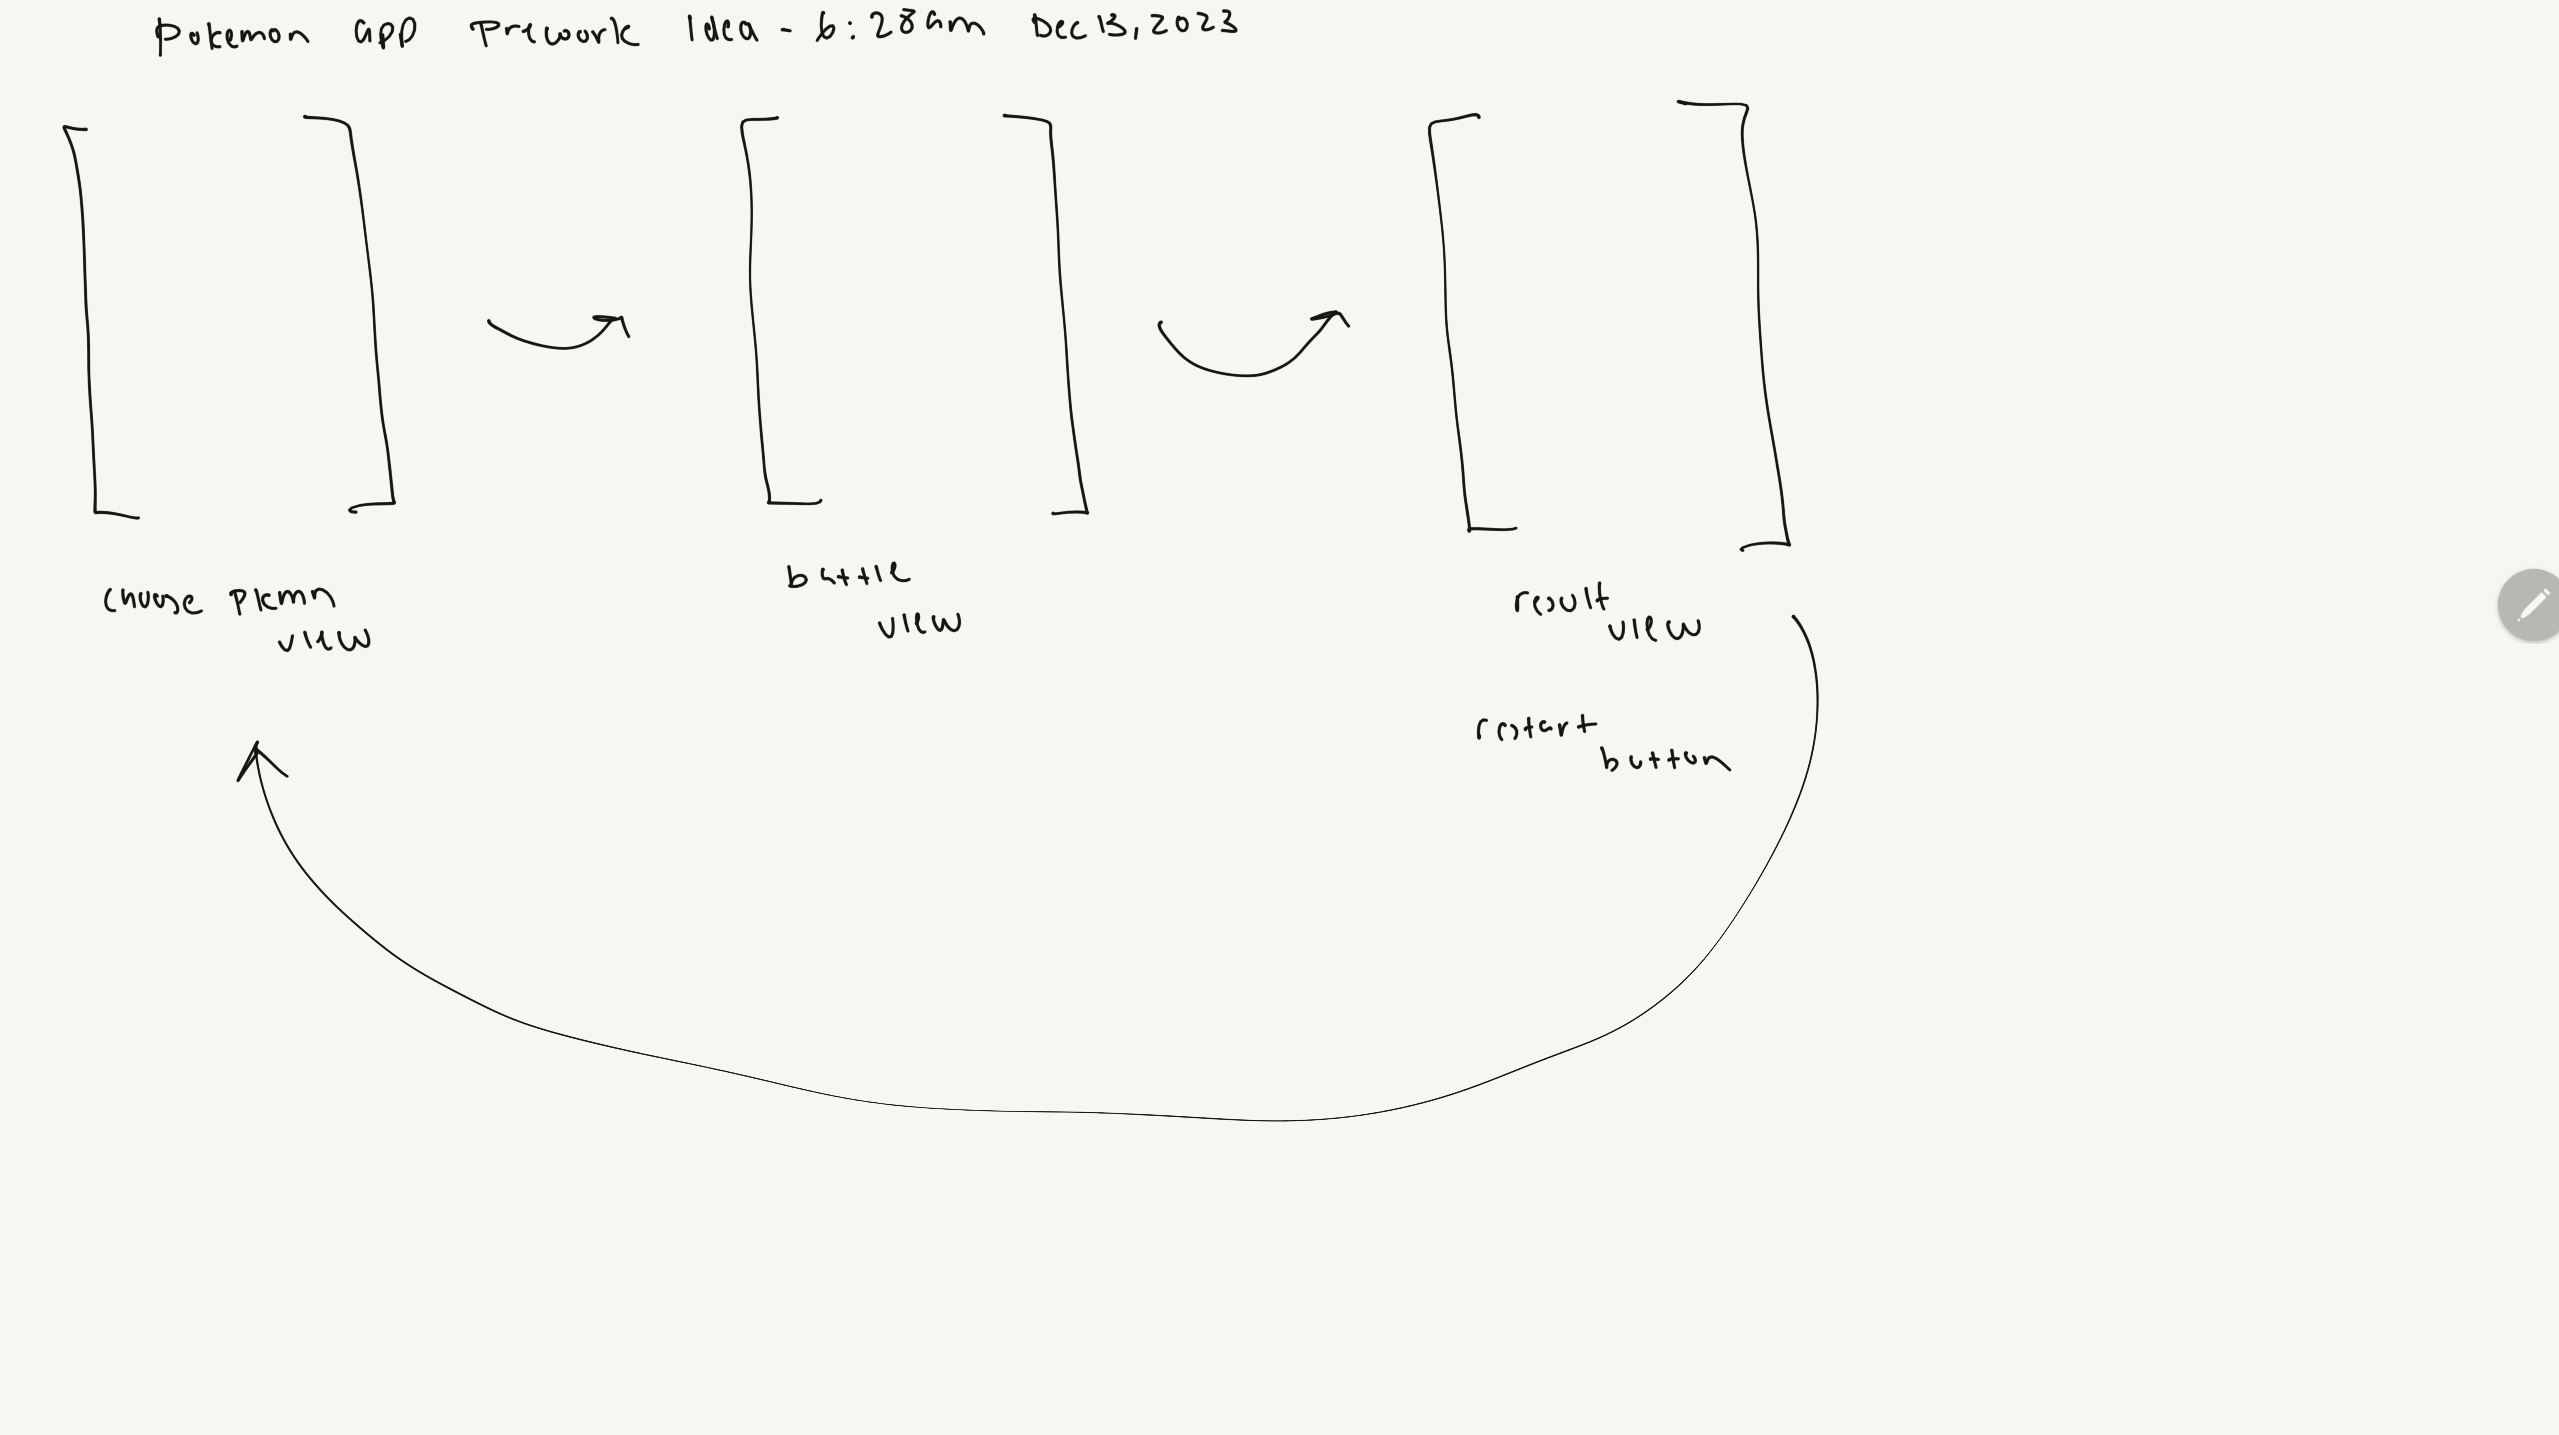 Pokemon app Prework Idea - 6:28am Dec 13, 2023
choose pkmn
view
battle
view
result
view
restart
button